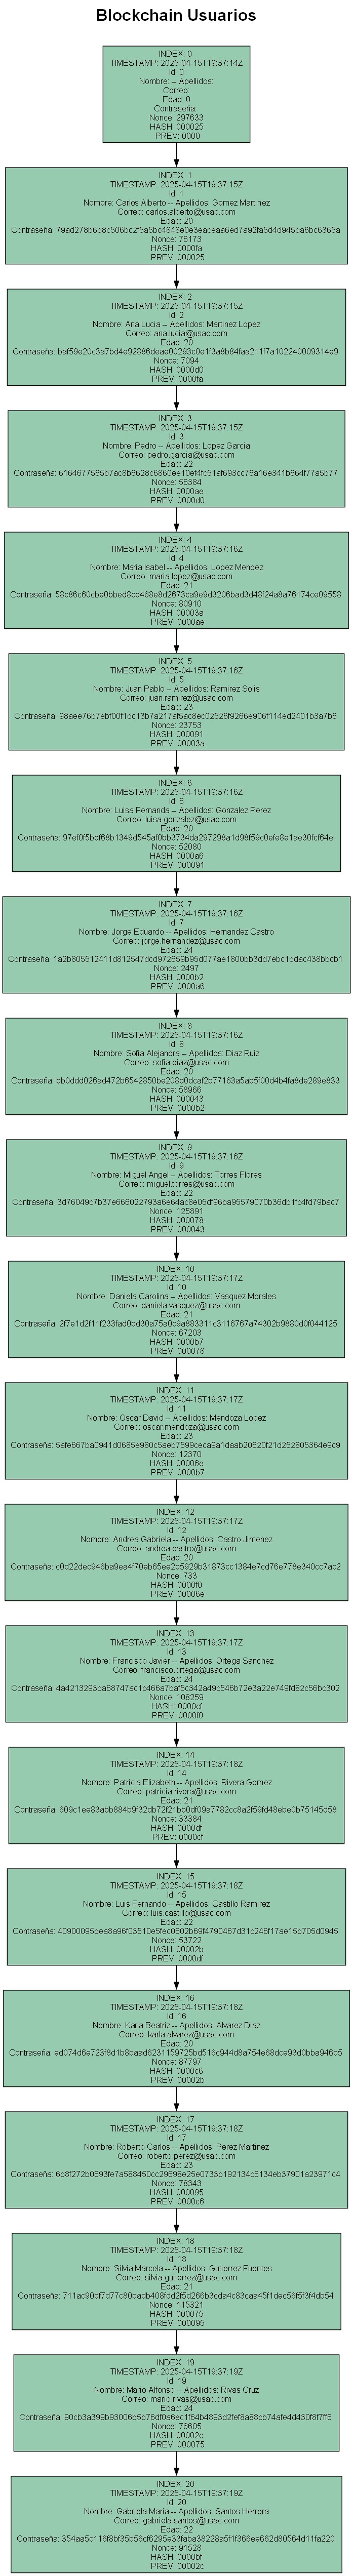 Blockchain Usuarios
INDEX: 0
TIMESTAMP: 2025-04-15T19:37:14Z
Id: 0
Nombre: -- Apellidos:
Correo:
Edad: 0
Contraseña:
Nonce: 297633
HASH: 000025
PREV: 0000
INDEX: 1
TIMESTAMP: 2025-04-15T19:37:15Z
Id: 1
Nombre: Carlos Alberto -- Apellidos: Gomez Martinez
Correo: carlos.alberto@usac.com
Edad: 20
Contraseña: 79ad278b6b8c506bc2f5a5bc4848e0e3eaceaa6ed7a92fa5d4d945ba6bc6365a
Nonce: 76173
HASH: 0000fa
PREV: 000025
INDEX: 2
TIMESTAMP: 2025-04-15T19:37:15Z
Id: 2
Nombre: Ana Lucia -- Apellidos: Martinez Lopez
Correo: ana.lucia@usac.com
Edad: 20
Contraseña: baf59e20c3a7bd4e92886deae00293c0e1f3a8b84faa211f7a102240009314e9
Nonce: 7094
HASH: 0000d0
PREV: 0000fa
INDEX: 3
TIMESTAMP: 2025-04-15T19:37:15Z
Id: 3
Nombre: Pedro -- Apellidos: Lopez Garcia
Correo: pedro.garcia@usac.com
Edad: 22
Contraseña: 6164677565b7ac8b6628c6860ee10ef4fc51af693cc76a16e341b664f77a5b77
Nonce: 56384
HASH: 0000ae
PREV: 0000d0
INDEX: 4
TIMESTAMP: 2025-04-15T19:37:16Z
Id: 4
Nombre: Maria Isabel -- Apellidos: Lopez Mendez
Correo: maria.lopez@usac.com
Edad: 21
Contraseña: 58c86c60cbe0bbed8cd468e8d2673ca9e9d3206bad3d48f24a8a76174ce09558
Nonce: 80910
HASH: 00003a
PREV: 0000ae
INDEX: 5
TIMESTAMP: 2025-04-15T19:37:16Z
Id: 5
Nombre: Juan Pablo -- Apellidos: Ramirez Solis
Correo: juan.ramirez@usac.com
Edad: 23
Contraseña: 98aee76b7ebf00f1dc13b7a217af5ac8ec02526f9266e906f114ed2401b3a7b6
Nonce: 23753
HASH: 000091
PREV: 00003a
INDEX: 6
TIMESTAMP: 2025-04-15T19:37:16Z
Id: 6
Nombre: Luisa Fernanda -- Apellidos: Gonzalez Perez
Correo: luisa.gonzalez@usac.com
Edad: 20
Contraseña: 97ef0f5bdf68b1349d545af0bb3734da297298a1d98f59c0efe8e1ae30fcf64e
Nonce: 52080
HASH: 0000a6
PREV: 000091
INDEX: 7
TIMESTAMP: 2025-04-15T19:37:16Z
Id: 7
Nombre: Jorge Eduardo -- Apellidos: Hernandez Castro
Correo: jorge.hernandez@usac.com
Edad: 24
Contraseña: 1a2b805512411d812547dcd972659b95d077ae1800bb3dd7ebc1ddac438bbcb1
Nonce: 2497
HASH: 0000b2
PREV: 0000a6
INDEX: 8
TIMESTAMP: 2025-04-15T19:37:16Z
Id: 8
Nombre: Sofia Alejandra -- Apellidos: Diaz Ruiz
Correo: sofia.diaz@usac.com
Edad: 20
Contraseña: bb0ddd026ad472b6542850be208d0dcaf2b77163a5ab5f00d4b4fa8de289e833
Nonce: 58966
HASH: 000043
PREV: 0000b2
INDEX: 9
TIMESTAMP: 2025-04-15T19:37:16Z
Id: 9
Nombre: Miguel Angel -- Apellidos: Torres Flores
Correo: miguel.torres@usac.com
Edad: 22
Contraseña: 3d76049c7b37e666022793a6e64ac8e05df96ba95579070b36db1fc4fd79bac7
Nonce: 125891
HASH: 000078
PREV: 000043
INDEX: 10
TIMESTAMP: 2025-04-15T19:37:17Z
Id: 10
Nombre: Daniela Carolina -- Apellidos: Vasquez Morales
Correo: daniela.vasquez@usac.com
Edad: 21
Contraseña: 2f7e1d2f11f233fad0bd30a75a0c9a883311c3116767a74302b9880d0f044125
Nonce: 67203
HASH: 0000b7
PREV: 000078
INDEX: 11
TIMESTAMP: 2025-04-15T19:37:17Z
Id: 11
Nombre: Oscar David -- Apellidos: Mendoza Lopez
Correo: oscar.mendoza@usac.com
Edad: 23
Contraseña: 5afe667ba0941d0685e980c5aeb7599ceca9a1daab20620f21d252805364e9c9
Nonce: 12370
HASH: 00006e
PREV: 0000b7
INDEX: 12
TIMESTAMP: 2025-04-15T19:37:17Z
Id: 12
Nombre: Andrea Gabriela -- Apellidos: Castro Jimenez
Correo: andrea.castro@usac.com
Edad: 20
Contraseña: c0d22dec946ba9ea4f70eb65ee2b5929b31873cc1384e7cd76e778e340cc7ac2
Nonce: 733
HASH: 0000f0
PREV: 00006e
INDEX: 13
TIMESTAMP: 2025-04-15T19:37:17Z
Id: 13
Nombre: Francisco Javier -- Apellidos: Ortega Sanchez
Correo: francisco.ortega@usac.com
Edad: 24
Contraseña: 4a4213293ba68747ac1c466a7baf5c342a49c546b72e3a22e749fd82c56bc302
Nonce: 108259
HASH: 0000cf
PREV: 0000f0
INDEX: 14
TIMESTAMP: 2025-04-15T19:37:18Z
Id: 14
Nombre: Patricia Elizabeth -- Apellidos: Rivera Gomez
Correo: patricia.rivera@usac.com
Edad: 21
Contraseña: 609c1ee83abb884b9f32db72f21bb0df09a7782cc8a2f59fd48ebe0b75145d58
Nonce: 33384
HASH: 0000df
PREV: 0000cf
INDEX: 15
TIMESTAMP: 2025-04-15T19:37:18Z
Id: 15
Nombre: Luis Fernando -- Apellidos: Castillo Ramirez
Correo: luis.castillo@usac.com
Edad: 22
Contraseña: 40900095dea8a96f03510e5fec0602b69f4790467d31c246f17ae15b705d0945
Nonce: 53722
HASH: 00002b
PREV: 0000df
INDEX: 16
TIMESTAMP: 2025-04-15T19:37:18Z
Id: 16
Nombre: Karla Beatriz -- Apellidos: Alvarez Diaz
Correo: karla.alvarez@usac.com
Edad: 20
Contraseña: ed074d6e723f8d1b8baad6231159725bd516c944d8a754e68dce93d0bba946b5
Nonce: 87797
HASH: 0000c6
PREV: 00002b
INDEX: 17
TIMESTAMP: 2025-04-15T19:37:18Z
Id: 17
Nombre: Roberto Carlos -- Apellidos: Perez Martinez
Correo: roberto.perez@usac.com
Edad: 23
Contraseña: 6b8f272b0693fe7a588450cc29698e25e0733b192134c6134eb37901a23971c4
Nonce: 78343
HASH: 000095
PREV: 0000c6
INDEX: 18
TIMESTAMP: 2025-04-15T19:37:18Z
Id: 18
Nombre: Silvia Marcela -- Apellidos: Gutierrez Fuentes
Correo: silvia.gutierrez@usac.com
Edad: 21
Contraseña: 711ac90df7d77c80badb408fdd2f5d266b3cda4c83caa45f1dec56f5f3f4db54
Nonce: 115321
HASH: 000075
PREV: 000095
INDEX: 19
TIMESTAMP: 2025-04-15T19:37:19Z
Id: 19
Nombre: Mario Alfonso -- Apellidos: Rivas Cruz
Correo: mario.rivas@usac.com
Edad: 24
Contraseña: 90cb3a399b93006b5b76df0a6ec1f64b4893d2fef8a88cb74afe4d430f8f7ff6
Nonce: 76605
HASH: 00002c
PREV: 000075
INDEX: 20
TIMESTAMP: 2025-04-15T19:37:19Z
Id: 20
Nombre: Gabriela Maria -- Apellidos: Santos Herrera
Correo: gabriela.santos@usac.com
Edad: 22
Contraseña: 354aa5c116f8bf35b56cf6295e33faba38228a5f1f366ee662d80564d11fa220
Nonce: 91528
HASH: 0000bf
PREV: 00002c